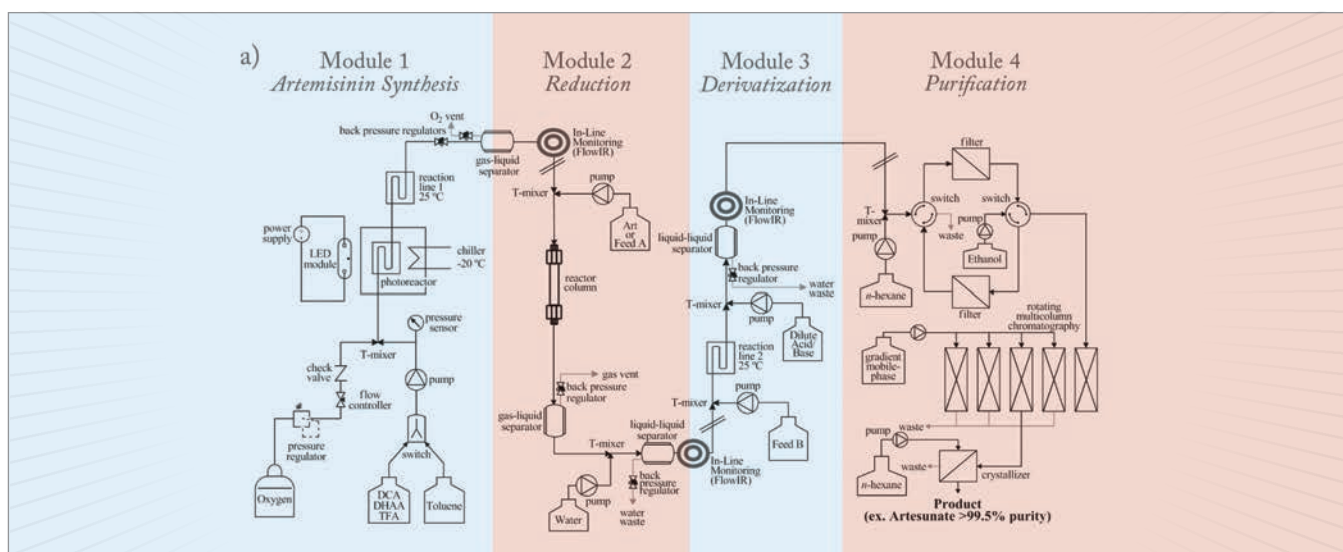 a)
Module 1
Artemisinin Synthesis
Module 2
Reduction
Module 3
Derivatization
Module 4
Purification
O2 vent
back pressure regulators
gas-liquid
separator
In-Line
Monitoring
(FlowIR)
reaction
line 1
25 ºC
power
supply
LED
module
photoreactor
chiller
-20 ºC
pressure
sensor
T-mixer
check
valve
pump
flow
controller
pressure
regulator
switch
Oxygen
DCA
DHAA
TFA
Toluene
T-mixer
pump
Art
or
Feed A
reactor
column
gas vent
back pressure
regulator
gas-liquid
separator
T-mixer
liquid-liquid
separator
back
pressure
regulator
pump
Water
water
waste
In-Line
Monitoring
(FlowIR)
In-Line
Monitoring
(FlowIR)
liquid-liquid
separator
back pressure
regulator
water
waste
T-mixer
pump
Dilute
Acid/
Base
reaction
line 2
25 ºC
T-mixer
pump
Feed B
filter
T-
mixer
switch
switch
waste
pump
Ethanol
pump
n-hexane
filter
rotating
multicolumn
chromatography
gradient
mobile-
phase
waste
pump
waste
n-hexane
crystallizer
Product
(ex. Artesunate >99.5% purity)